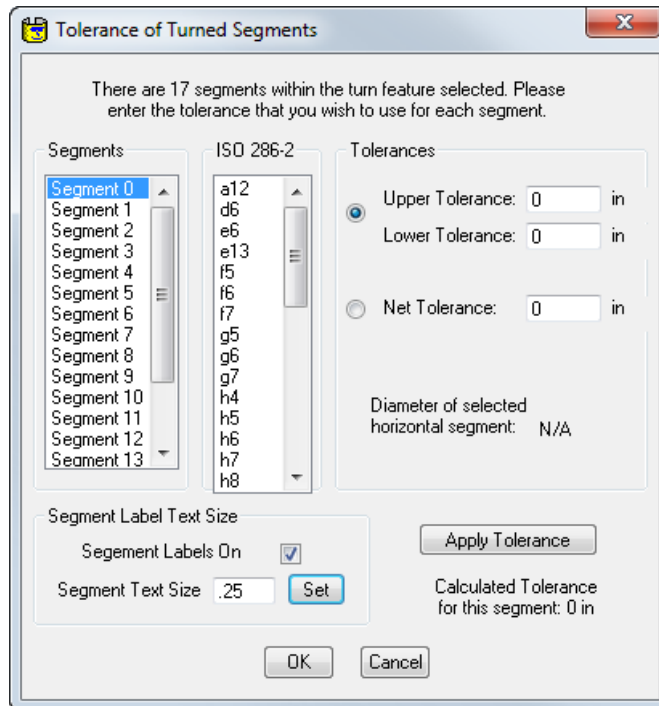 Tolerance of Turned Segments
There are 17 segments within the turn feature selected. Please
enter the tolerance that you wish to use for each segment.
Segments
Segment 0
Segment 1
Segment 2
Segment 3
Segment 4
Segment 5
Segment 6
Segment 7
Segment 8
Segment 9
Segment 10
Segment 11
Segment 12
Segment 13
ISO 286-2
a12
d6
e6
e13
f5
f6
f7
g5
g6
g7
h4
h5
h6
h7
h8
Tolerances
Upper Tolerance: 0 in
Lower Tolerance: 0 in
Net Tolerance: 0 in
Diameter of selected
horizontal segment: N/A
Segment Label Text Size
Segement Labels On
Segment Text Size .25 Set
Apply Tolerance
Calculated Tolerance
for this segment: 0 in
OK Cancel